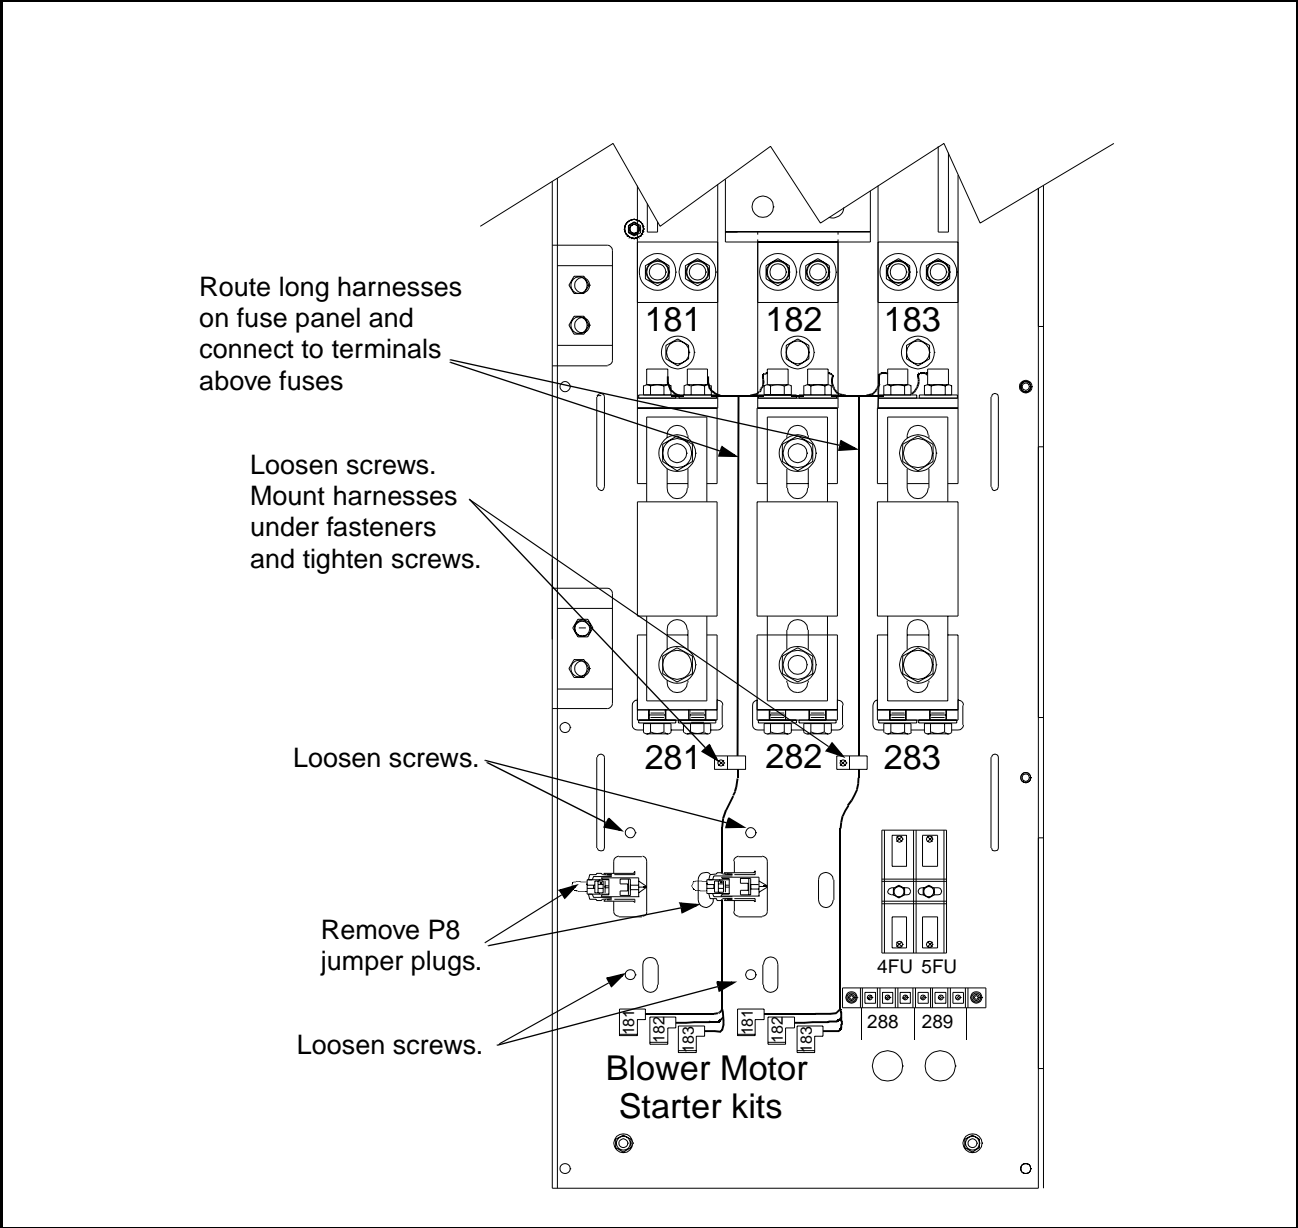 Route long harnesses
on fuse panel and
connect to terminals
above fuses
181 182 183
Loosen screws.
Mount harnesses
under fasteners
and tighten screws.
281 282 283
Loosen screws.
Remove P8
jumper plugs.
4FU 5FU
288 289
181 182 183 181 182 183
Loosen screws.
Blower Motor
Starter kits